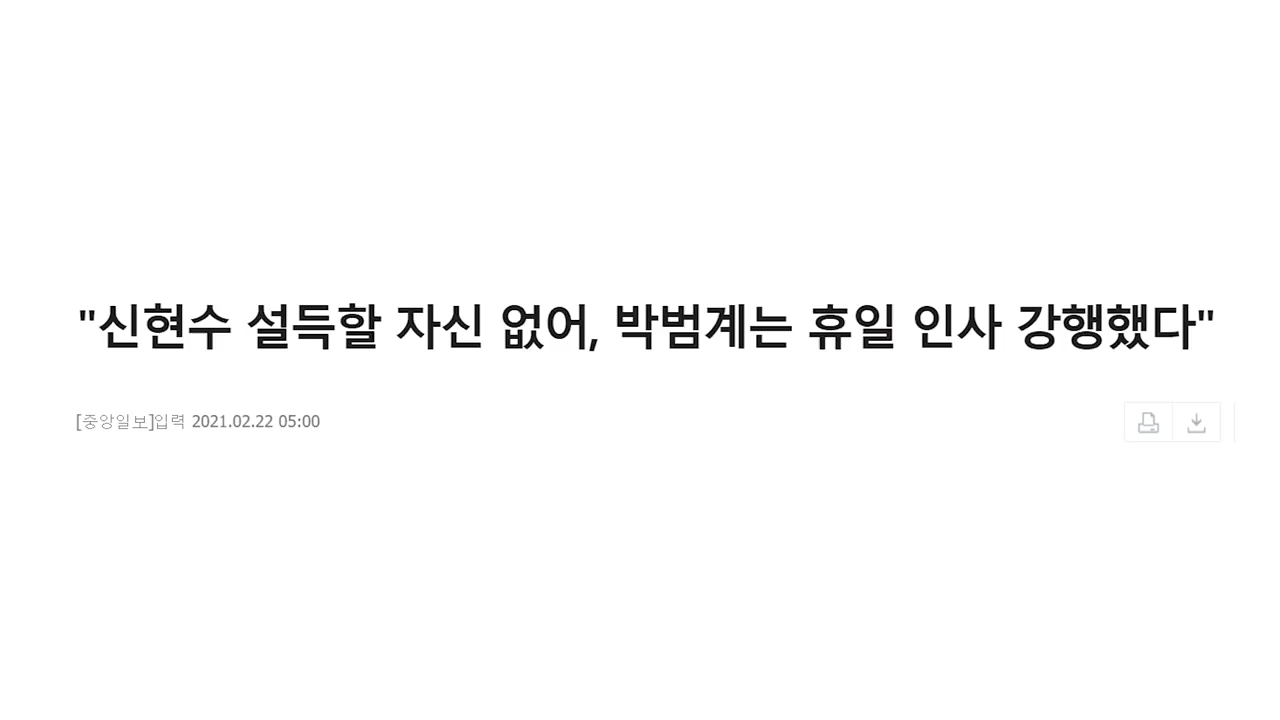 "신현수 설득할 자신 없어, 박범계는 휴일 인사 강행했다"
[중앙일보]입력 2021.02.22 05:00